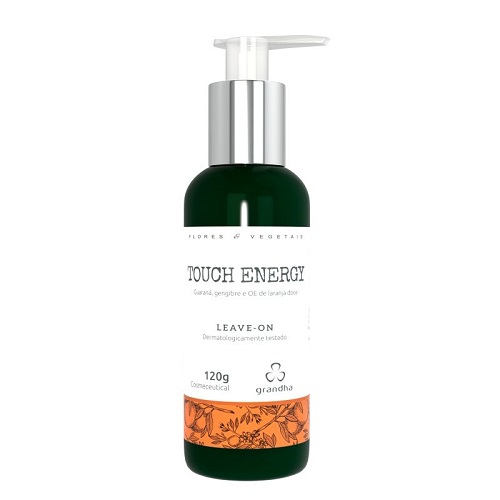 FLORES & VEGETAIS
TOUCH ENERGY
Guaraná, gengibre e OE de laranja doce
LEAVE-ON
Dermatologicamente testado
120g
Cosmeceutical
grandha